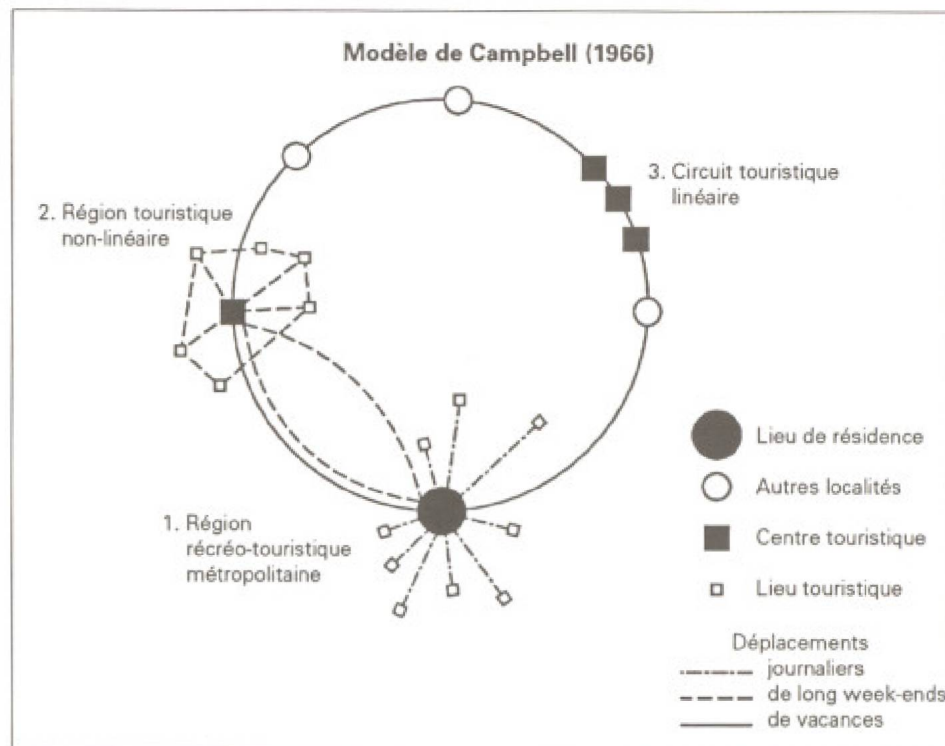 Modèle de Campbell (1966)
3. Circuit touristique
linéaire
2. Région touristique
non-linéaire
1. Région
récréo-touristique
métropolitaine
Lieu de résidence
Autres localités
Centre touristique
Lieu touristique
Déplacements
journaliers
de long week-ends
de vacances